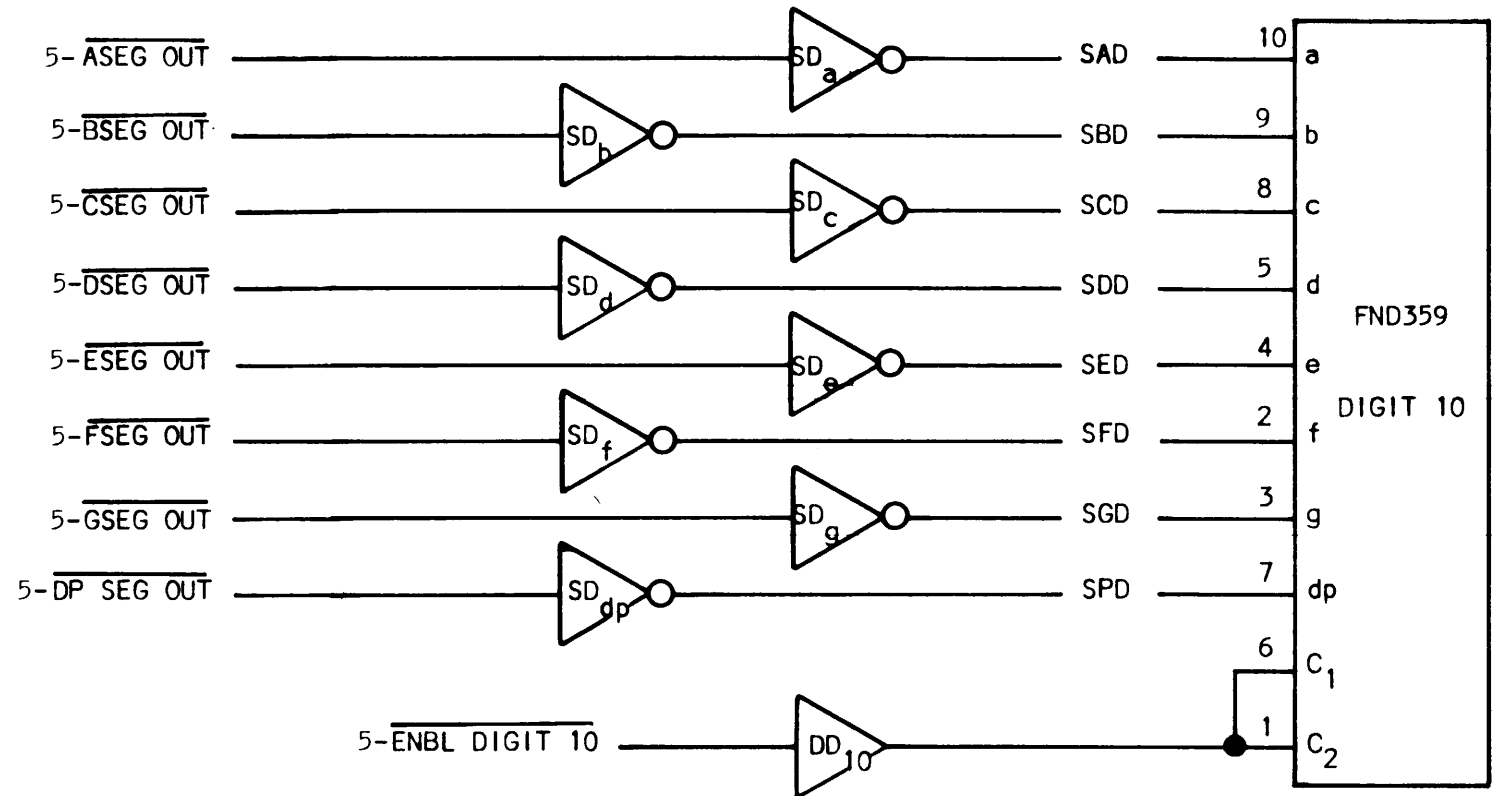 5-ASEG OUT SDa SAD 10 a
5-BSEG OUT SDb SBD 9 b
5-CSEG OUT SDc SCD 8 c
5-DSEG OUT SDd SDD 5 d
FND359
5-ESEG OUT SDe SED 4 e
DIGIT 10
5-FSEG OUT SDf SFD 2 f
5-GSEG OUT SDg SGD 3 g
5-DP SEG OUT SDdp SPD 7 dp
6 C1
5-ENBL DIGIT 10 DD10 1 C2